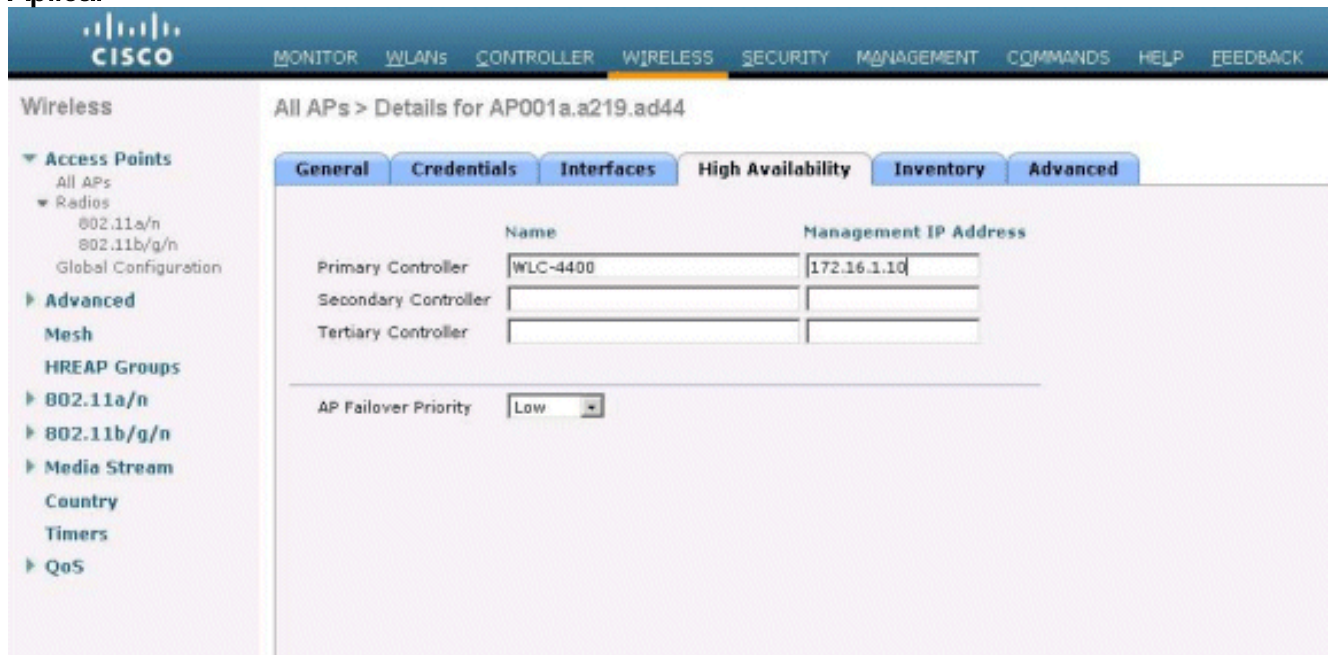 Aplicar
CISCO
MONITOR WLANs CONTROLLER WIRELESS SECURITY MANAGEMENT COMMANDS HELP FEEDBACK
Wireless
Access Points
All APs
Radios
802.11a/n
802.11b/g/n
Global Configuration
Advanced
Mesh
HREAP Groups
802.11a/n
802.11b/g/n
Media Stream
Country
Timers
QoS
All APs > Details for AP001a.a219.ad44
General Credentials Interfaces High Availability Inventory Advanced
Name Management IP Address
Primary Controller WLC-4400 172.16.1.10
Secondary Controller
Tertiary Controller
AP Failover Priority Low